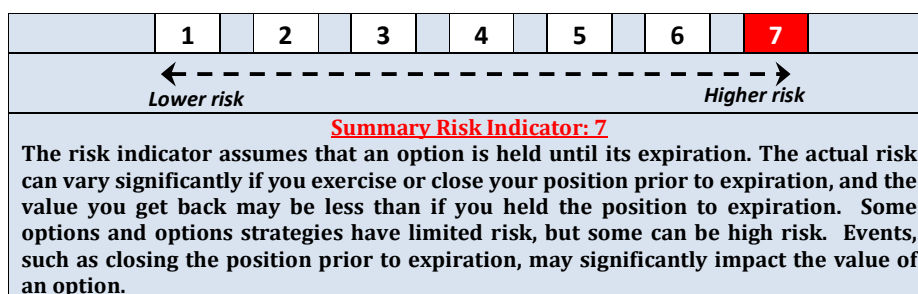 1 2 3 4 5 6 7
Lower risk Higher risk
Summary Risk Indicator: 7
The risk indicator assumes that an option is held until its expiration. The actual risk
can vary significantly if you exercise or close your position prior to expiration, and the
value you get back may be less than if you held the position to expiration. Some
options and options strategies have limited risk, but some can be high risk. Events,
such as closing the position prior to expiration, may significantly impact the value of
an option.